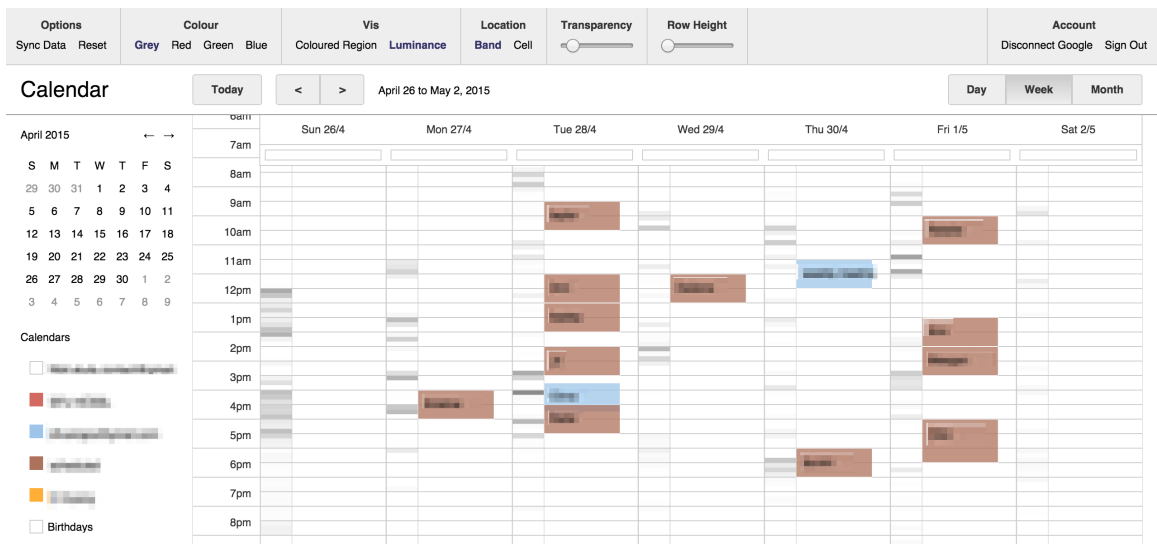 Options Colour Vis Location Transparency Row Height Account
Sync Data Reset Grey Red Green Blue Coloured Region Luminance Band Cell Disconnect Google Sign Out
Calendar Today < > April 26 to May 2, 2015 Day Week Month
April 2015 ← →
S M T W T F S
29 30 31 1 2 3 4
5 6 7 8 9 10 11
12 13 14 15 16 17 18
19 20 21 22 23 24 25
26 27 28 29 30 1 2
3 4 5 6 7 8 9
Calendars
Birthdays
Sun 26/4 Mon 27/4 Tue 28/4 Wed 29/4 Thu 30/4 Fri 1/5 Sat 2/5
6am
7am
8am
9am
10am
11am
12pm
1pm
2pm
3pm
4pm
5pm
6pm
7pm
8pm